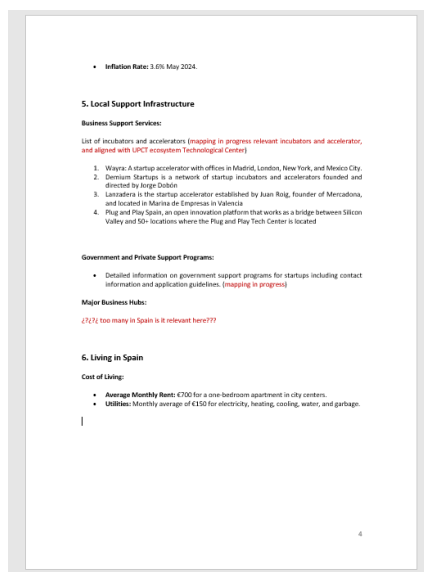 • Inflation Rate: 3.6% May 2024.
5. Local Support Infrastructure
Business Support Services:
List of incubators and accelerators (mapping in progress relevant incubators and accelerator,
and aligned with UPCT ecosystem Technological Center)
1. Wayra: A startup accelerator with offices in Madrid, London, New York, and Mexico City.
2. Demium Startups is a network of startup incubators and accelerators founded and
directed by Jorge Dobón
3. Lanzadera is the startup accelerator established by Juan Roig, founder of Mercadona,
and located in Marina de Empresas in Valencia
4. Plug and Play Spain, an open innovation platform that works as a bridge between Silicon
Valley and 50+ locations where the Plug and Play Tech Center is located
Government and Private Support Programs:
• Detailed information on government support programs for startups including contact
information and application guidelines. (mapping in progress)
Major Business Hubs:
¿?¿?¿ too many in Spain is it relevant here???
6. Living in Spain
Cost of Living:
• Average Monthly Rent: €700 for a one-bedroom apartment in city centers.
• Utilities: Monthly average of €150 for electricity, heating, cooling, water, and garbage.
4